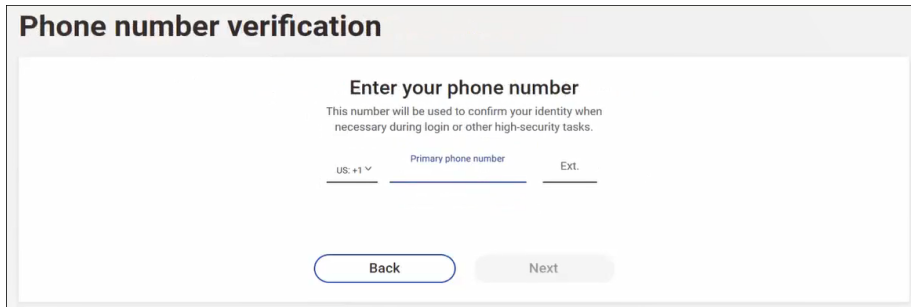 Phone number verification
Enter your phone number
This number will be used to confirm your identity when
necessary during login or other high-security tasks.
Primary phone number
US: +1
Ext.
Back
Next